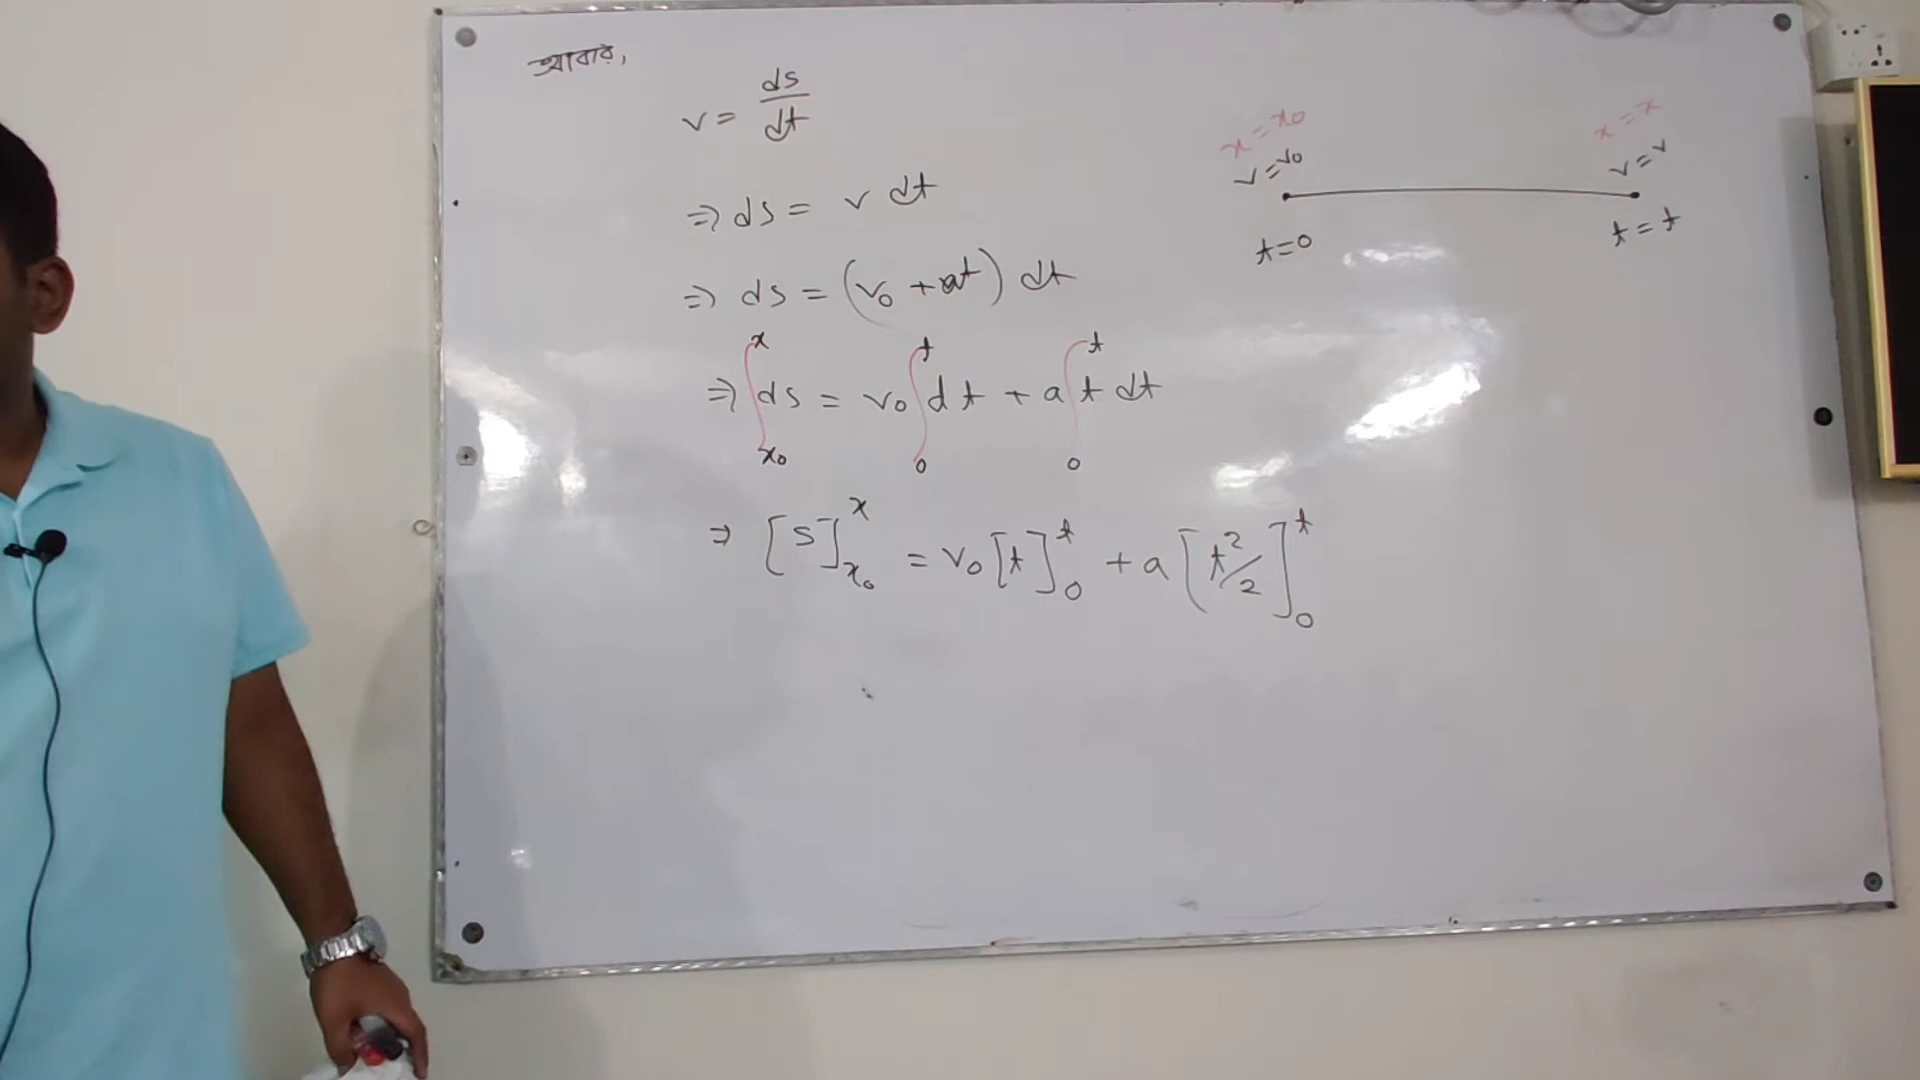 আবার,
v = ds/dt
⇒ ds = v dt
⇒ ds = (v₀ + at) dt
⇒ ∫ₓ₀ˣ ds = v₀ ∫₀ᵗ dt + a ∫₀ᵗ t dt
⇒ [s]ₓ₀ˣ = v₀ [t]₀ᵗ + a [t²/2]₀ᵗ
x = x₀
x = x
v = v₀
v = v
t = 0
t = t